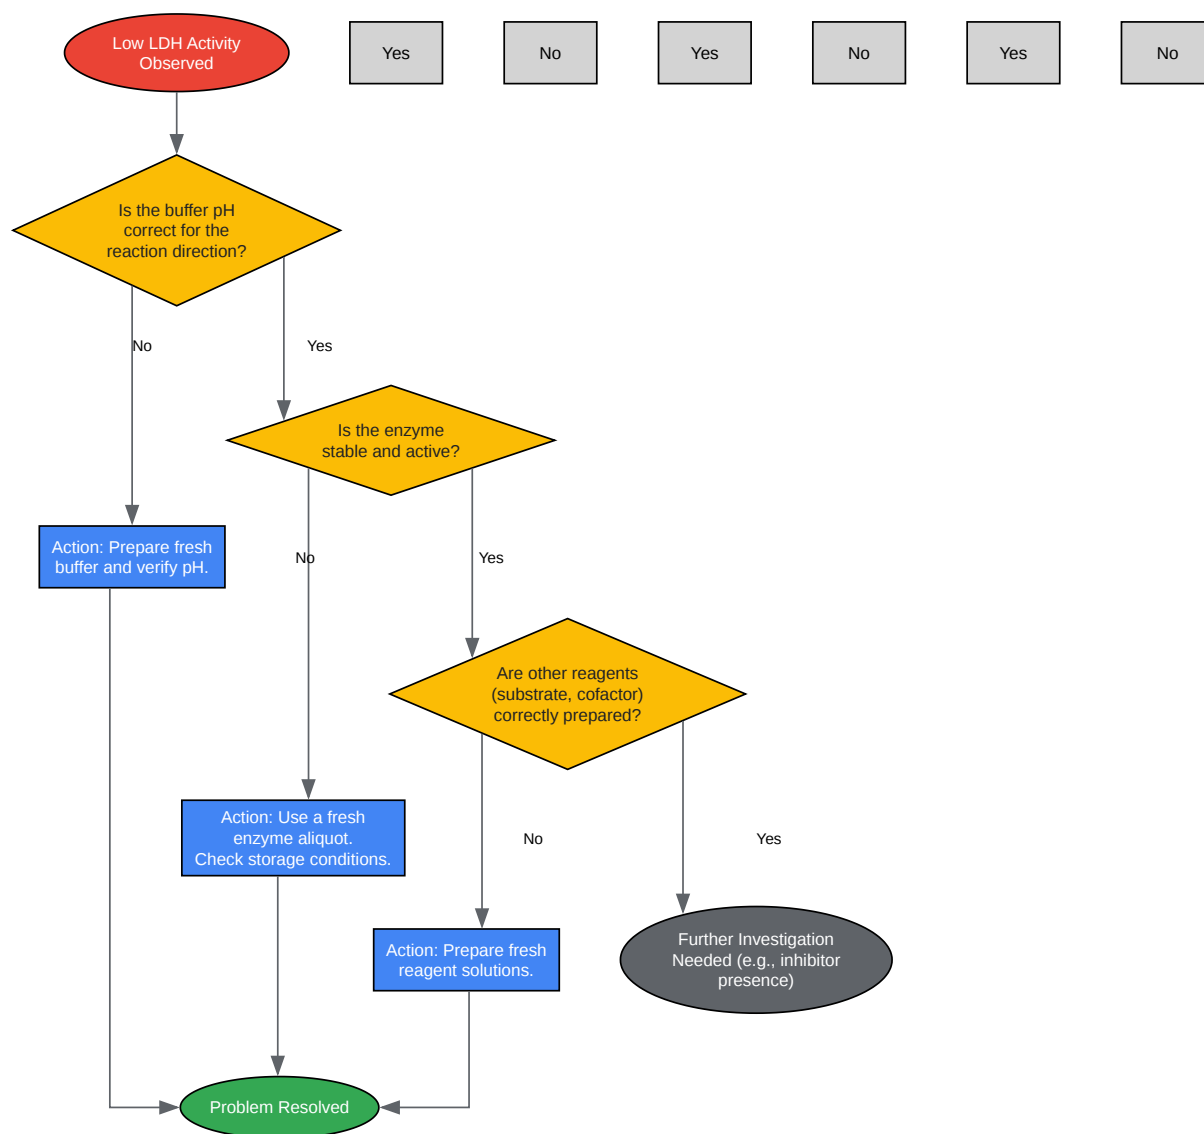 Low LDH Activity
Observed
Yes
No
Yes
No
Yes
No
Is the buffer pH
correct for the
reaction direction?
No
Yes
Is the enzyme
stable and active?
Action: Prepare fresh
buffer and verify pH.
No
Yes
Are other reagents
(substrate, cofactor)
correctly prepared?
Action: Use a fresh
enzyme aliquot.
Check storage conditions.
No
Yes
Action: Prepare fresh
reagent solutions.
Further Investigation
Needed (e.g., inhibitor
presence)
Problem Resolved